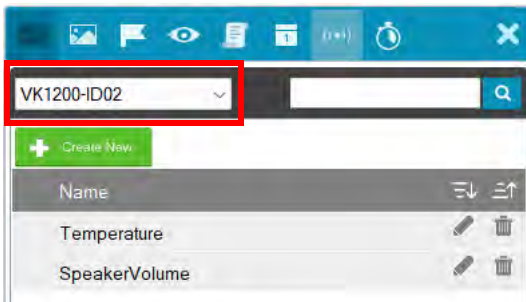 VK1200-ID02
Create New
Name
Temperature
SpeakerVolume